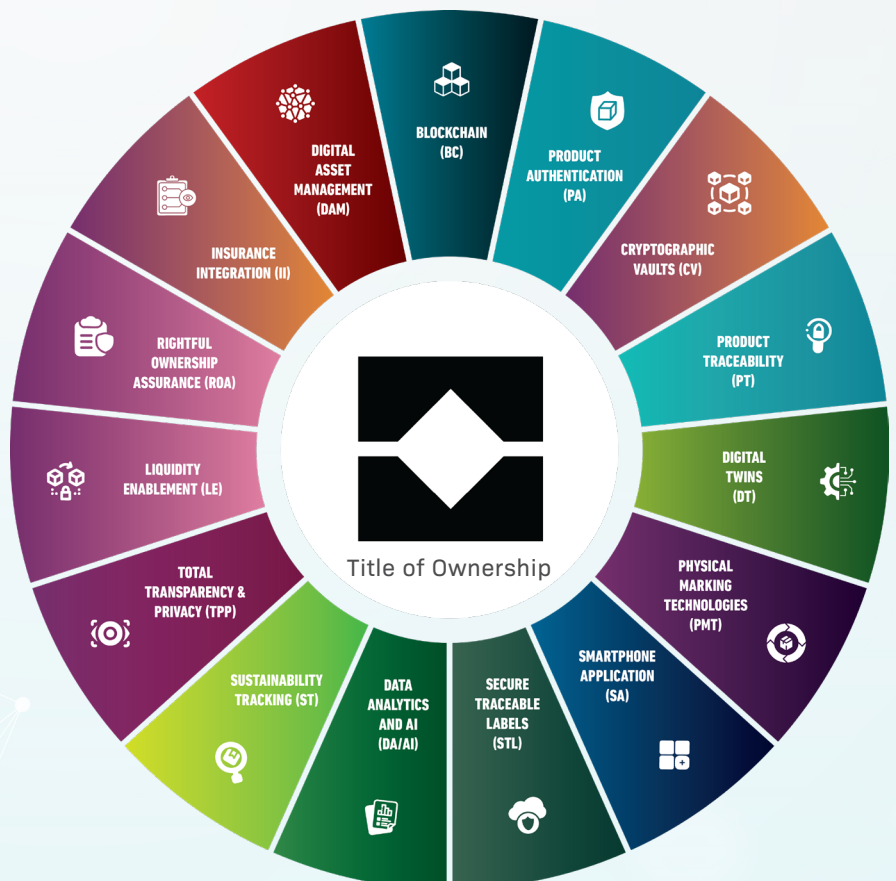 BLOCKCHAIN
(BC)
PRODUCT
AUTHENTICATION
(PA)
CRYPTOGRAPHIC
VAULTS (CV)
PRODUCT
TRACEABILITY
(PT)
DIGITAL
TWINS
(DT)
PHYSICAL
MARKING
TECHNOLOGIES
(PMT)
SMARTPHONE
APPLICATION
(SA)
SECURE
TRACEABLE
LABELS
(STL)
DATA
ANALYTICS
AND AI
(DA/AI)
SUSTAINABILITY
TRACKING (ST)
TOTAL
TRANSPARENCY &
PRIVACY (TPP)
LIQUIDITY
ENABLEMENT (LE)
RIGHTFUL
OWNERSHIP
ASSURANCE (ROA)
INSURANCE
INTEGRATION (II)
DIGITAL
ASSET
MANAGEMENT
(DAM)
Title of Ownership